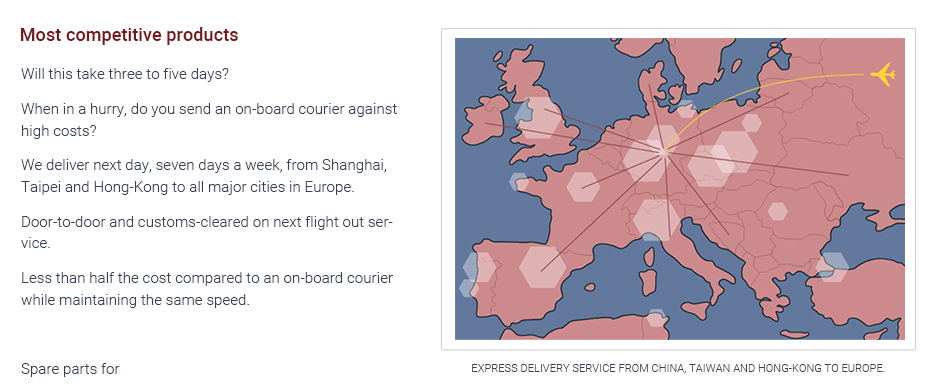 Most competitive products
Will this take three to five days?
When in a hurry, do you send an on-board courier against
high costs?
We deliver next day, seven days a week, from Shanghai,
Taipei and Hong-Kong to all major cities in Europe.
Door-to-door and customs-cleared on next flight out ser-
vice.
Less than half the cost compared to an on-board courier
while maintaining the same speed.
Spare parts for
EXPRESS DELIVERY SERVICE FROM CHINA, TAIWAN AND HONG-KONG TO EUROPE.